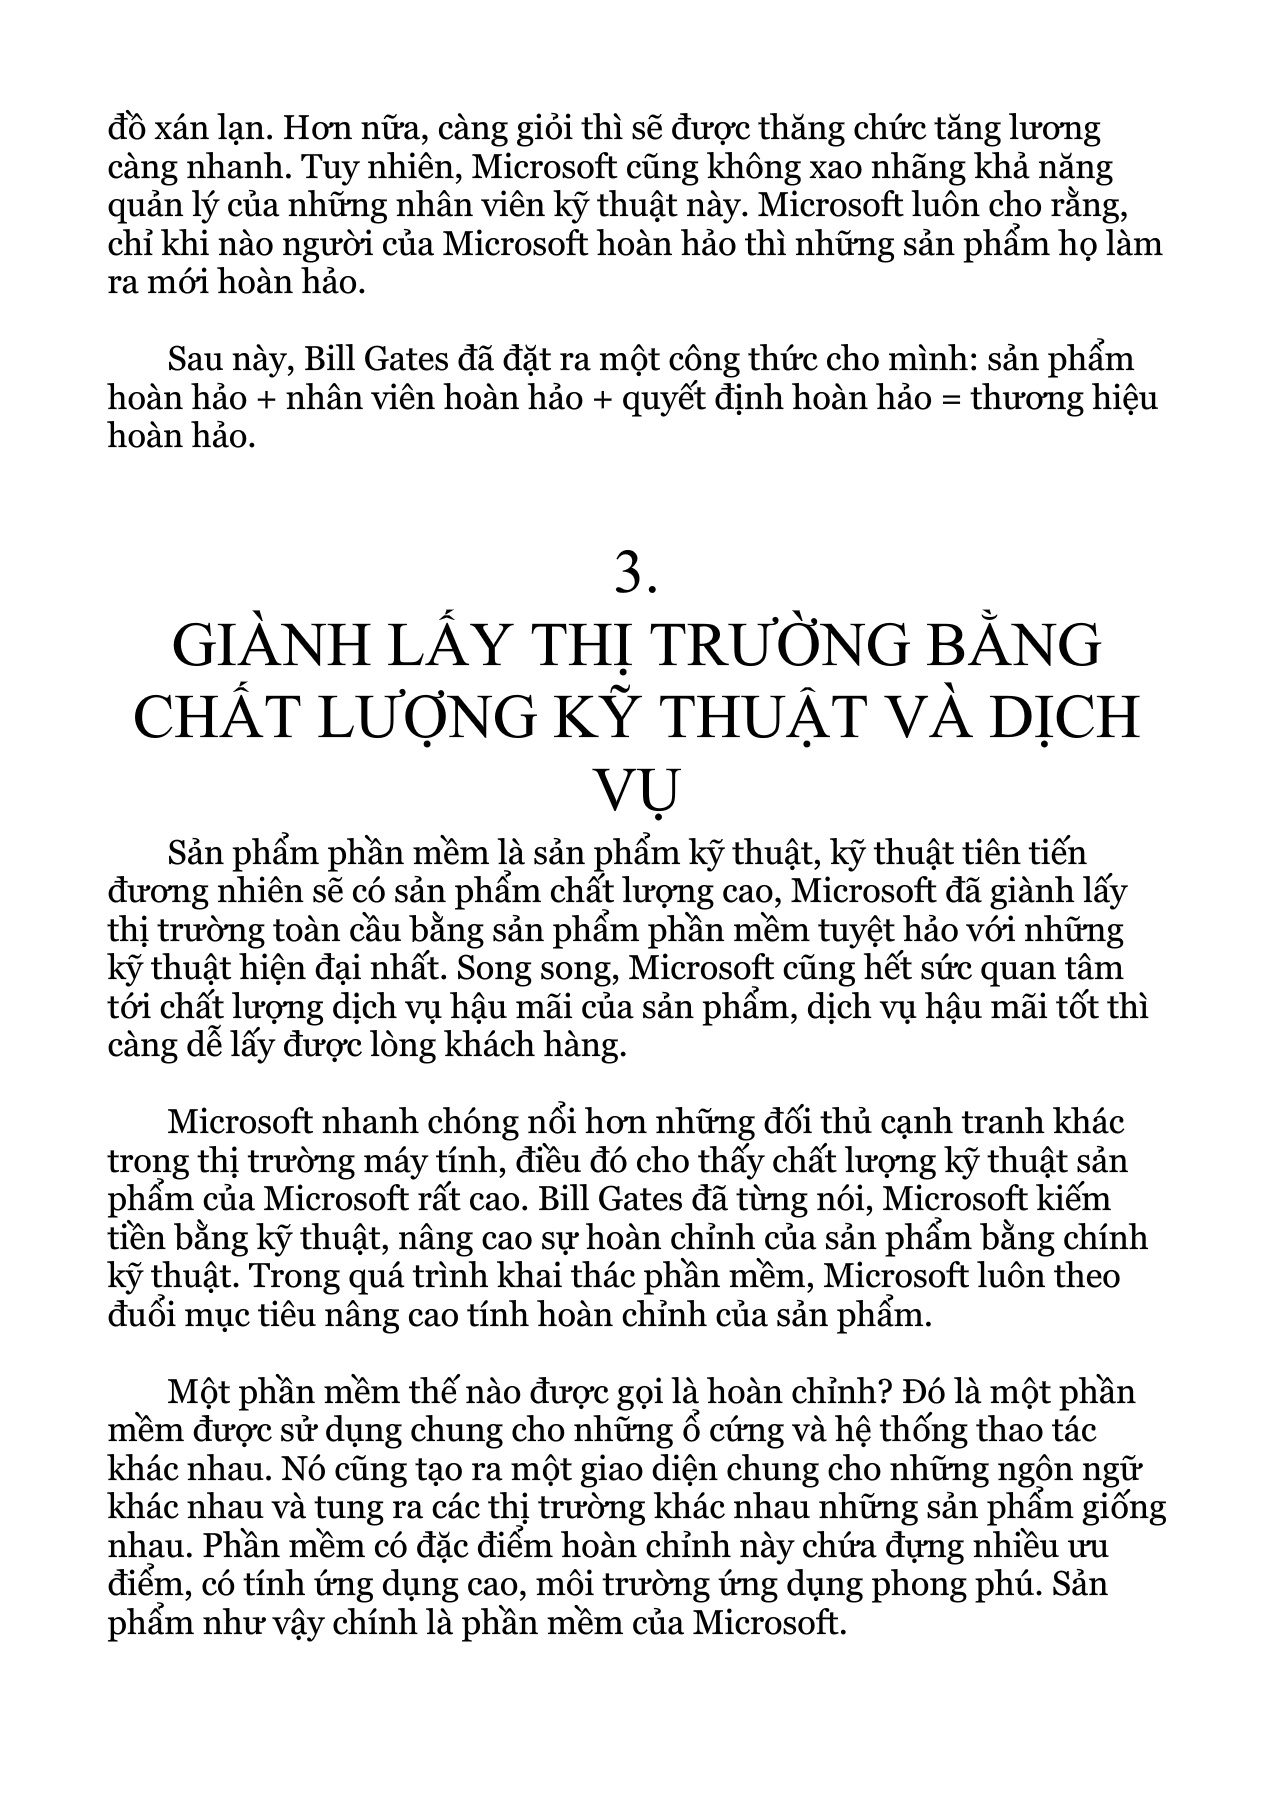 đồ xán lạn. Hơn nữa, càng giỏi thì sẽ được thăng chức tăng lương
càng nhanh. Tuy nhiên, Microsoft cũng không xao nhãng khả năng
quản lý của những nhân viên kỹ thuật này. Microsoft luôn cho rằng,
chỉ khi nào người của Microsoft hoàn hảo thì những sản phẩm họ làm
ra mới hoàn hảo.
Sau này, Bill Gates đã đặt ra một công thức cho mình: sản phẩm
hoàn hảo + nhân viên hoàn hảo + quyết định hoàn hảo = thương hiệu
hoàn hảo.
3.
GIÀNH LẤY THỊ TRƯỜNG BẰNG
CHẤT LƯỢNG KỸ THUẬT VÀ DỊCH
VỤ
Sản phẩm phần mềm là sản phẩm kỹ thuật, kỹ thuật tiên tiến
đương nhiên sẽ có sản phẩm chất lượng cao, Microsoft đã giành lấy
thị trường toàn cầu bằng sản phẩm phần mềm tuyệt hảo với những
kỹ thuật hiện đại nhất. Song song, Microsoft cũng hết sức quan tâm
tới chất lượng dịch vụ hậu mãi của sản phẩm, dịch vụ hậu mãi tốt thì
càng dễ lấy được lòng khách hàng.
Microsoft nhanh chóng nổi hơn những đối thủ cạnh tranh khác
trong thị trường máy tính, điều đó cho thấy chất lượng kỹ thuật sản
phẩm của Microsoft rất cao. Bill Gates đã từng nói, Microsoft kiếm
tiền bằng kỹ thuật, nâng cao sự hoàn chỉnh của sản phẩm bằng chính
kỹ thuật. Trong quá trình khai thác phần mềm, Microsoft luôn theo
đuổi mục tiêu nâng cao tính hoàn chỉnh của sản phẩm.
Một phần mềm thế nào được gọi là hoàn chỉnh? Đó là một phần
mềm được sử dụng chung cho những ổ cứng và hệ thống thao tác
khác nhau. Nó cũng tạo ra một giao diện chung cho những ngôn ngữ
khác nhau và tung ra các thị trường khác nhau những sản phẩm giống
nhau. Phần mềm có đặc điểm hoàn chỉnh này chứa đựng nhiều ưu
điểm, có tính ứng dụng cao, môi trường ứng dụng phong phú. Sản
phẩm như vậy chính là phần mềm của Microsoft.